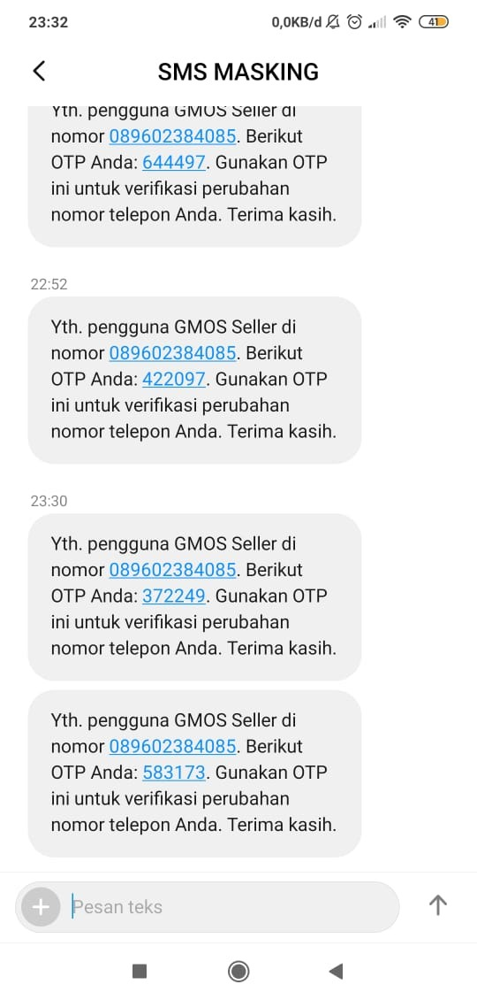 23:32
0,0KB/d
41
SMS MASKING
Yth. pengguna GMOS Seller di
nomor 089602384085. Berikut
OTP Anda: 644497. Gunakan OTP
ini untuk verifikasi perubahan
nomor telepon Anda. Terima kasih.
22:52
Yth. pengguna GMOS Seller di
nomor 089602384085. Berikut
OTP Anda: 422097. Gunakan OTP
ini untuk verifikasi perubahan
nomor telepon Anda. Terima kasih.
23:30
Yth. pengguna GMOS Seller di
nomor 089602384085. Berikut
OTP Anda: 372249. Gunakan OTP
ini untuk verifikasi perubahan
nomor telepon Anda. Terima kasih.
Yth. pengguna GMOS Seller di
nomor 089602384085. Berikut
OTP Anda: 583173. Gunakan OTP
ini untuk verifikasi perubahan
nomor telepon Anda. Terima kasih.
Pesan teks